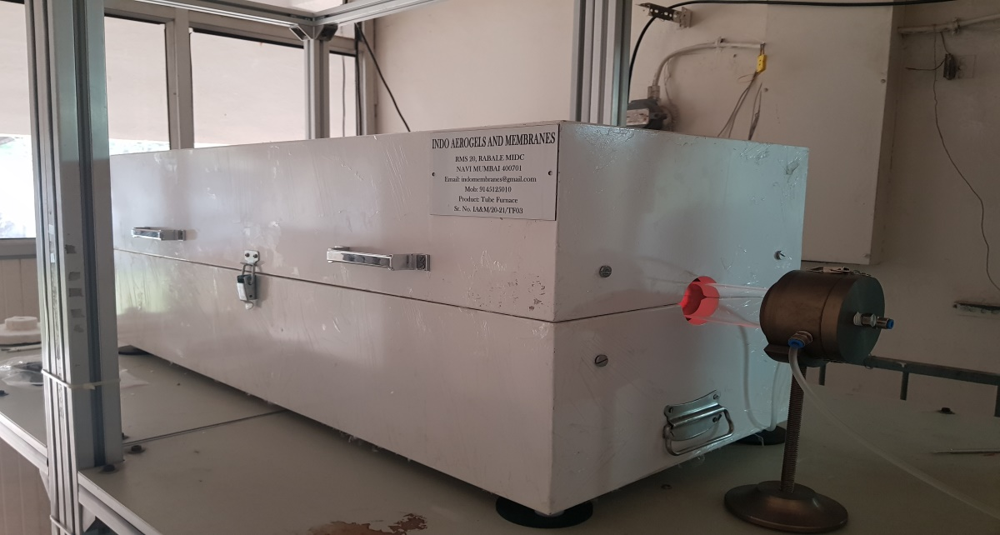 INDO AEROGELS AND MEMBRANES
RMS 20, RABALE MIDC
NAVI MUMBAI 400701
Email: indomembranes@gmail.com
Mob: 9145125010
Product: Tube Furnace
Sr. No. IA&M/20-21/TF03